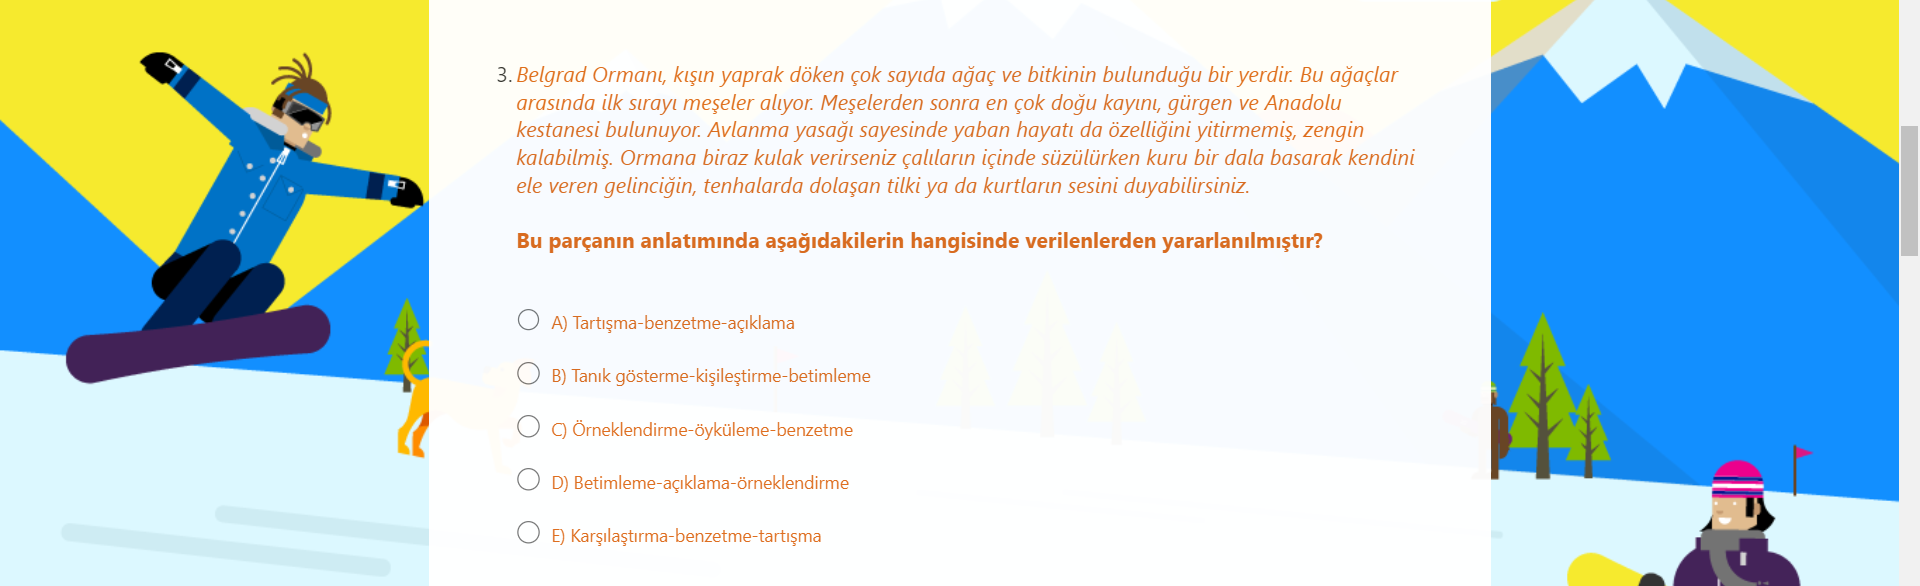 3. Belgrad Ormanı, kışın yaprak döken çok sayıda ağaç ve bitkinin bulunduğu bir yerdir. Bu ağaçlar
arasında ilk sırayı meşeler alıyor. Meşelerden sonra en çok doğu kayını, gürgen ve Anadolu
kestanesi bulunuyor. Avlanma yasağı sayesinde yaban hayatı da özelliğini yitirmemiş, zengin
kalabilmiş. Ormana biraz kulak verirseniz çalıların içinde süzülürken kuru bir dala basarak kendini
ele veren gelinciğin, tenhalarda dolaşan tilki ya da kurtların sesini duyabilirsiniz.
Bu parçanın anlatımında aşağıdakilerin hangisinde verilenlerden yararlanılmıştır?
A) Tartışma-benzetme-açıklama
B) Tanık gösterme-kişileştirme-betimleme
C) Örneklendirme-öyküleme-benzetme
D) Betimleme-açıklama-örneklendirme
E) Karşılaştırma-benzetme-tartışma